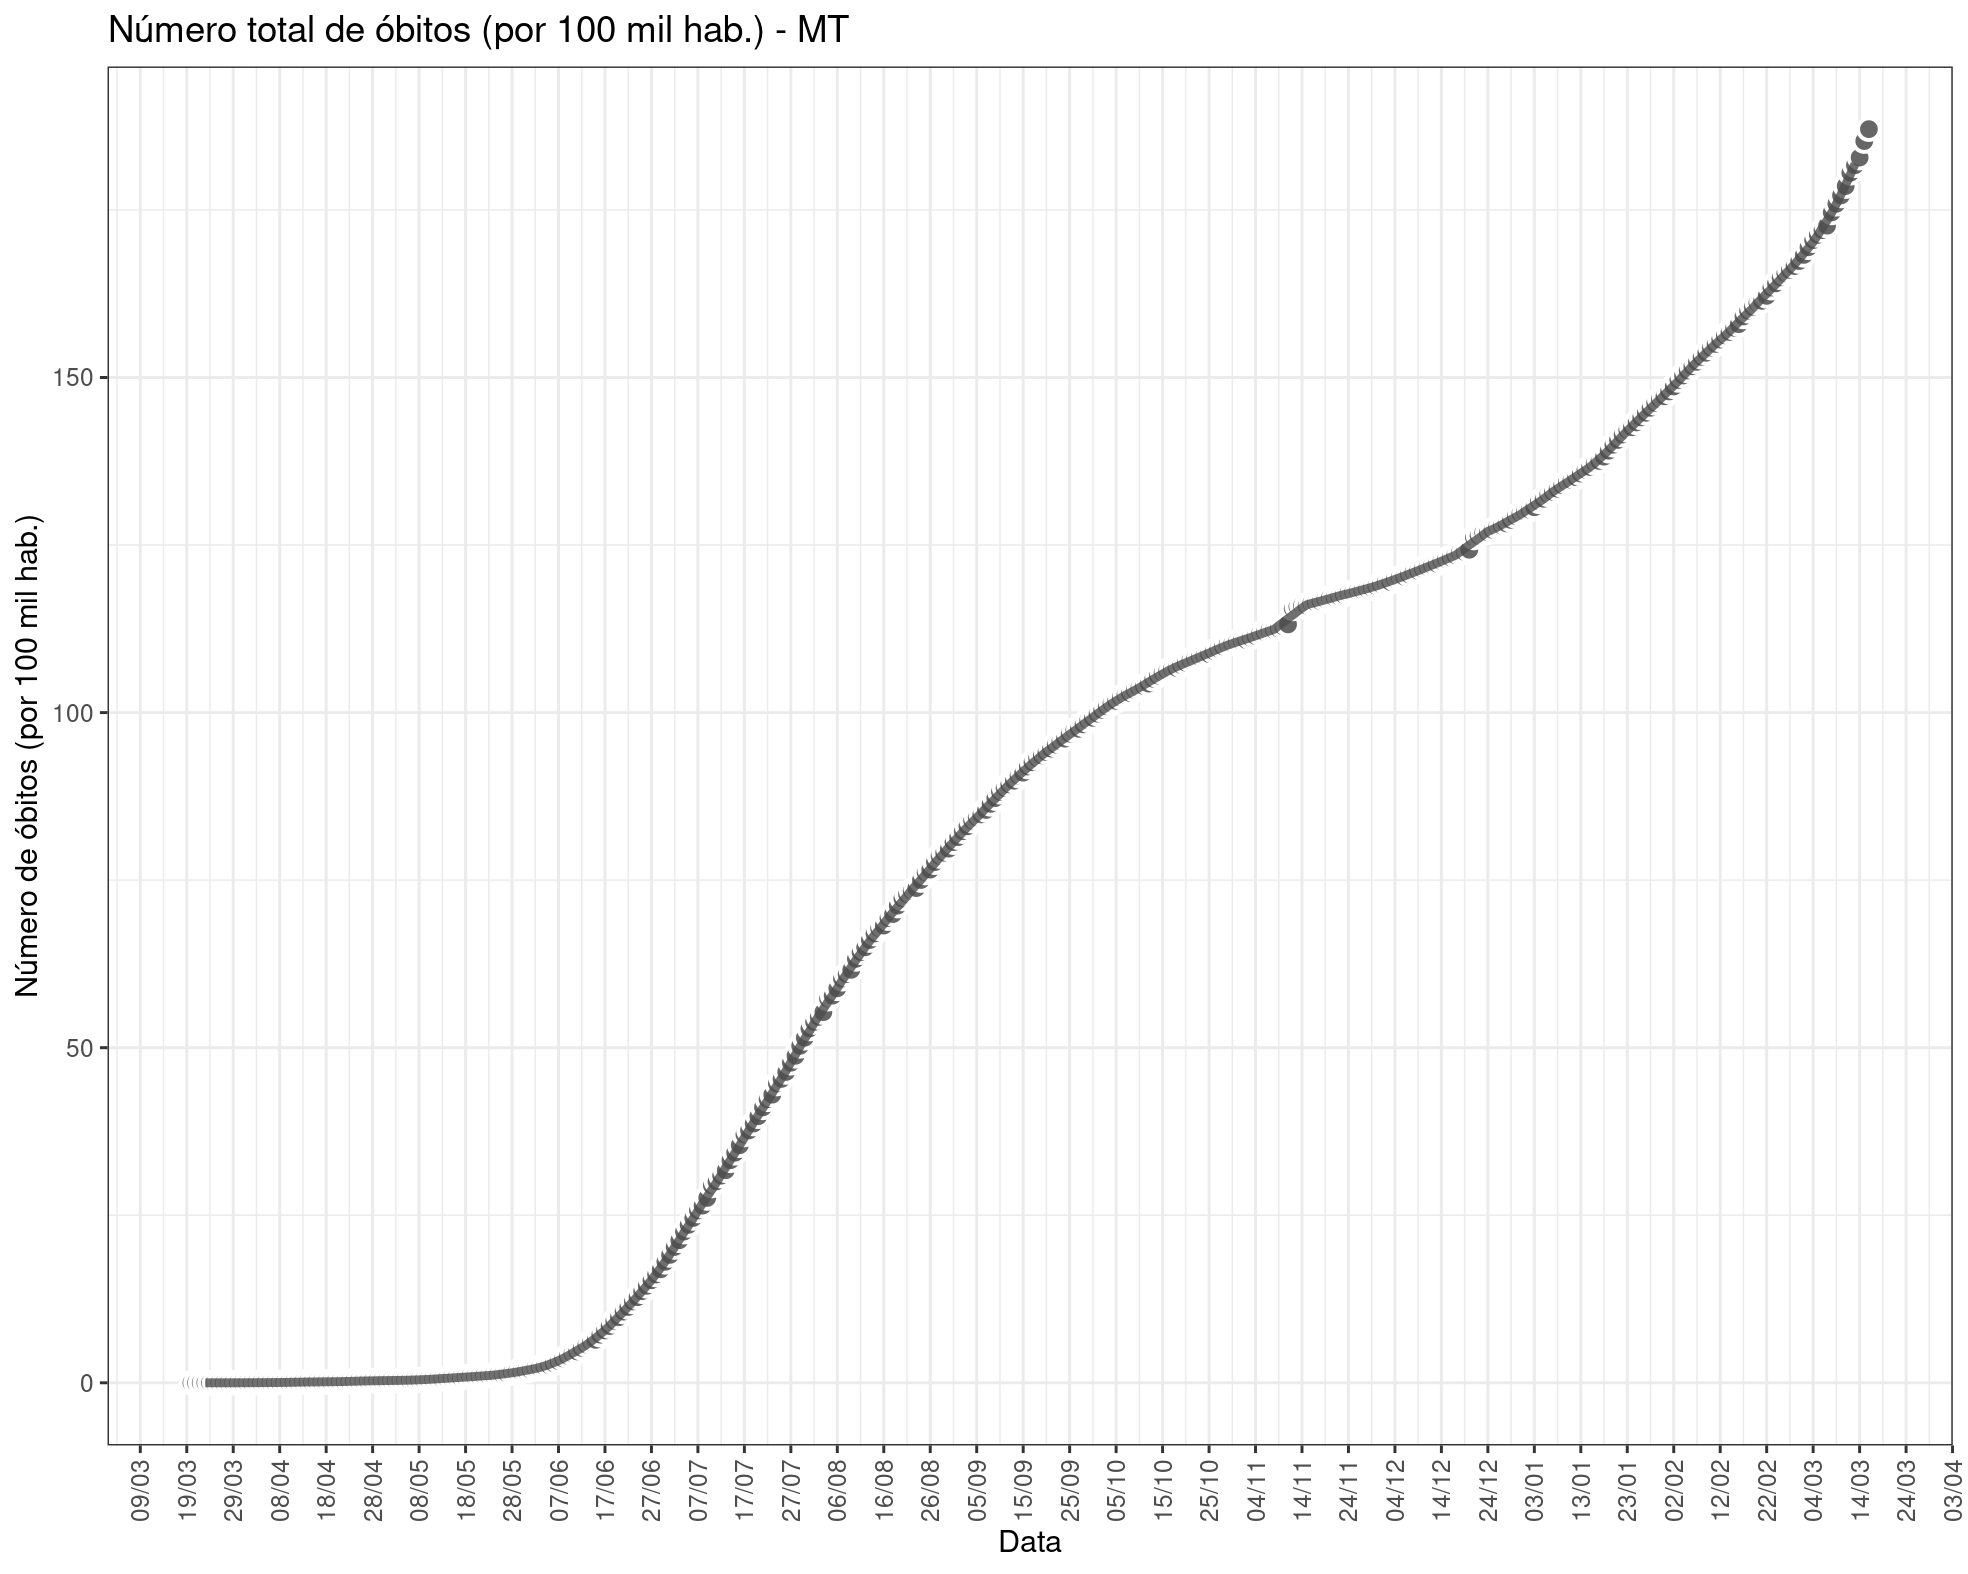 Número total de óbitos (por 100 mil hab.) - MT
Número de óbitos (por 100 mil hab.)
150
100
50
0
09/03 19/03 29/03 08/04 18/04 28/04 08/05 18/05 28/05 07/06 17/06 27/06 07/07 17/07 27/07 06/08 16/08 26/08 05/09 15/09 25/09 05/10 15/10 25/10 04/11 14/11 24/11 04/12 14/12 24/12 03/01 13/01 23/01 02/02 12/02 22/02 04/03 14/03 24/03 03/04
Data